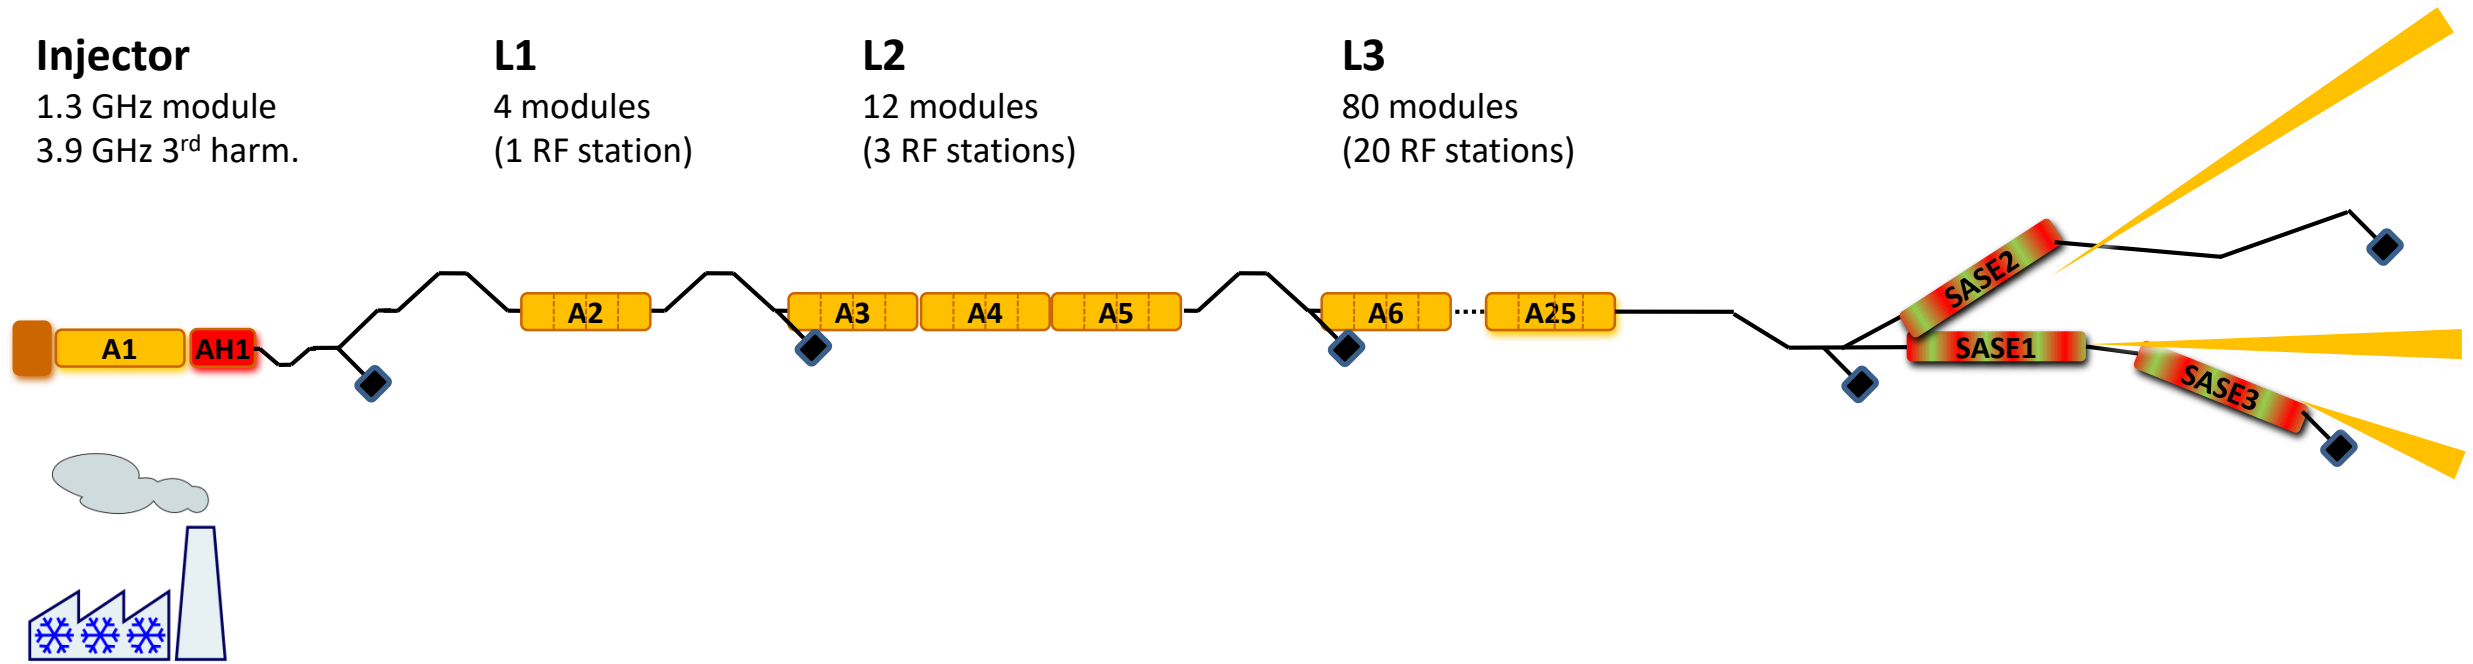 Injector
1.3 GHz module
3.9 GHz 3rd harm.
L1
4 modules
(1 RF station)
L2
12 modules
(3 RF stations)
L3
80 modules
(20 RF stations)
A1
AH1
A2
A3
A4
A5
A6
A25
SASE2
SASE1
SASE3